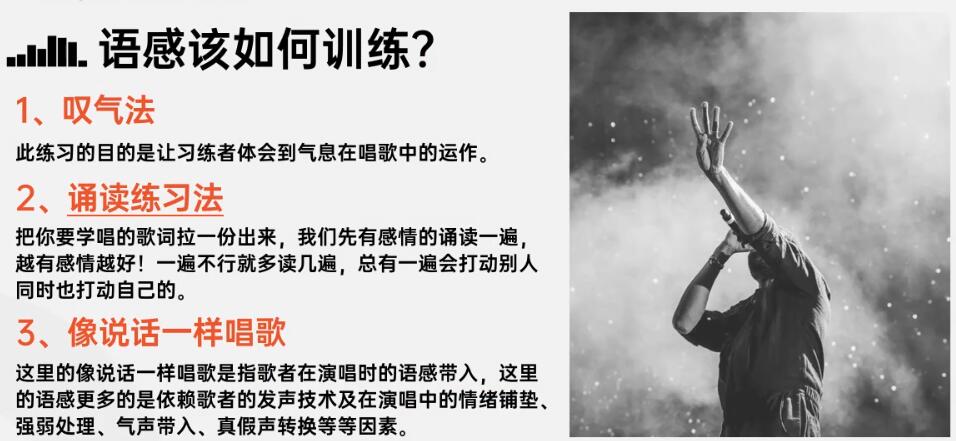 语感该如何训练？
1、叹气法
此练习的目的是让习练者体会到气息在唱歌中的运作。
2、诵读练习法
把你要学唱的歌词拉一份出来，我们先有感情的诵读一遍，
越有感情越好！一遍不行就多读几遍，总有一遍会打动别人
同时也打动自己的。
3、像说话一样唱歌
这里的像说话一样唱歌是指歌者在演唱时的语感带入，这里
的语感更多的是依赖歌者的发声技术及在演唱中的情绪铺垫、
强弱处理、气声带入、真假声转换等等因素。